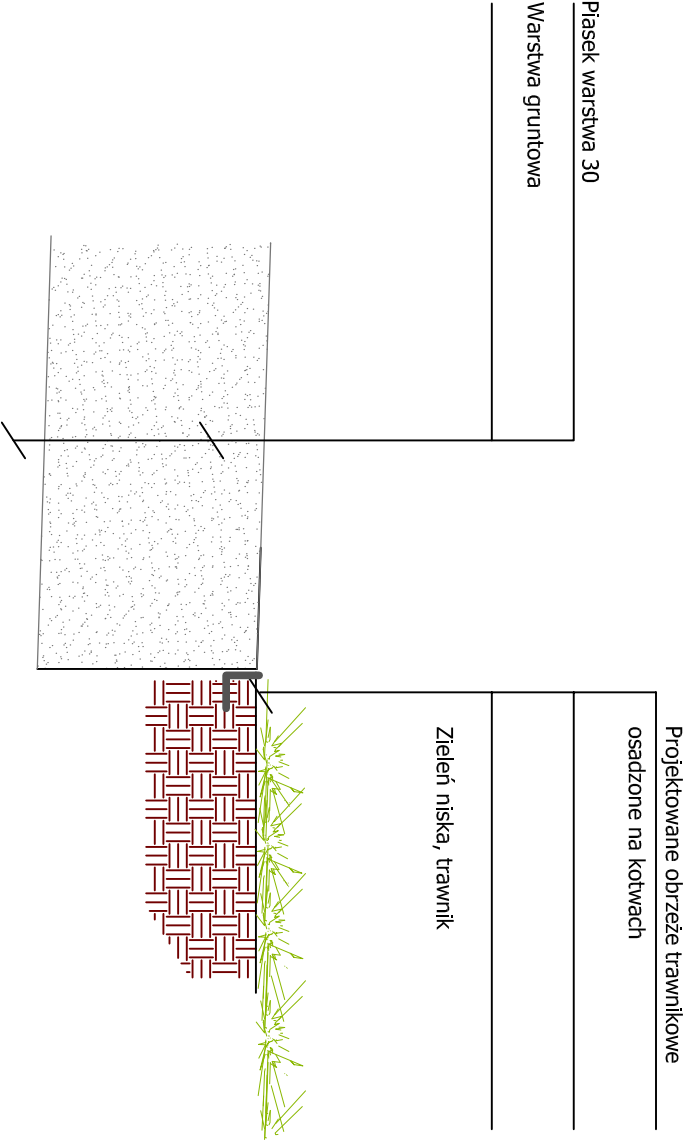 Piasek warstwa 30
Warstwa gruntowa
Projektowane obrzeże trawnikowe
osadzone na kotwach
Zieleń niska, trawnik